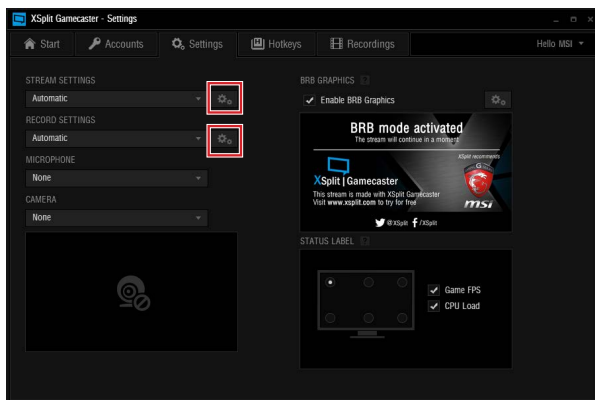 XSplit Gamecaster - Settings
Start
Accounts
Settings
Hotkeys
Recordings
Hello MSI
STREAM SETTINGS
Automatic
RECORD SETTINGS
Automatic
MICROPHONE
None
CAMERA
None
BRB GRAPHICS
Enable BRB Graphics
BRB mode activated
The stream will continue in a moment
XSplit recommends
XSplit | Gamecaster
This stream is made with XSplit Gamecaster
Visit www.xsplit.com to try for free
msi
@XSplit
/XSplit
STATUS LABEL
Game FPS
CPU Load